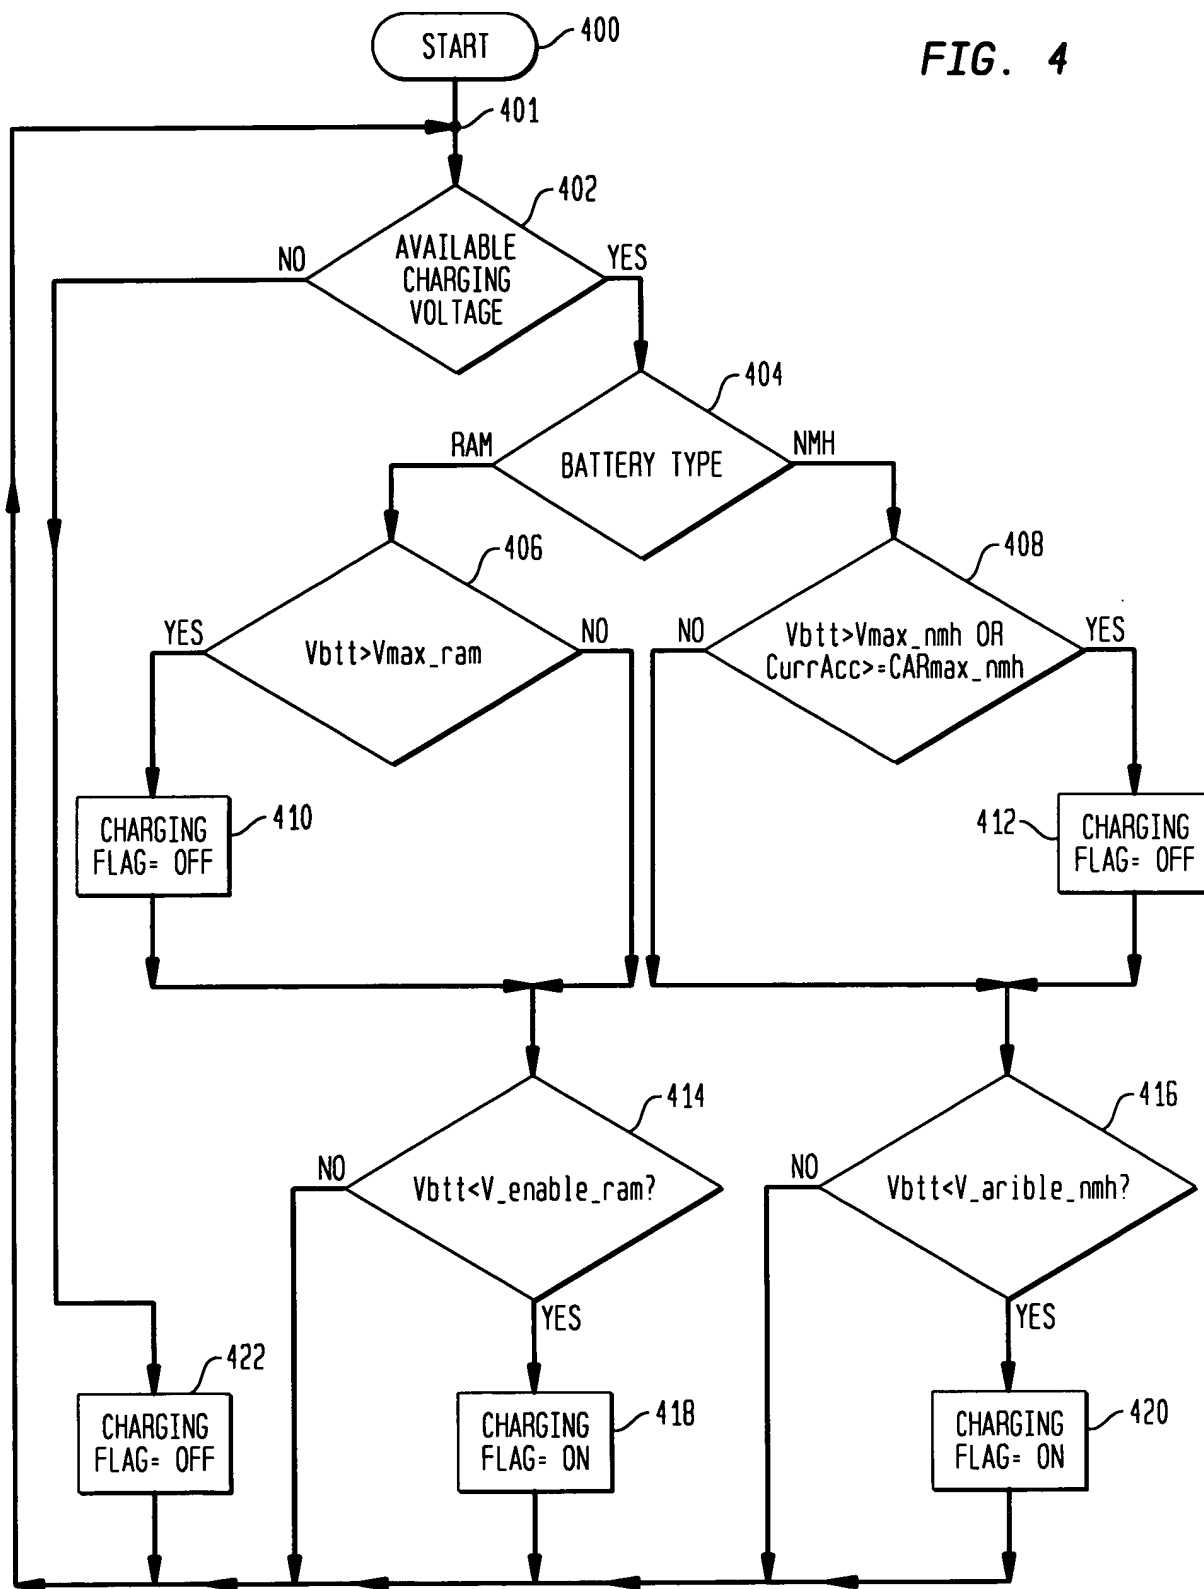 START
400
FIG. 4
401
402
NO
AVAILABLE
CHARGING
VOLTAGE
YES
404
RAM
BATTERY TYPE
NMH
406
408
YES
Vbtt>Vmax_ram
NO
NO
Vbtt>Vmax_nmh OR
CurrAcc>=CARmax_nmh
YES
CHARGING
FLAG= OFF
410
412
CHARGING
FLAG= OFF
414
416
NO
Vbtt<V_enable_ram?
NO
Vbtt<V_arible_nmh?
YES
YES
422
CHARGING
FLAG= OFF
CHARGING
FLAG= ON
418
CHARGING
FLAG= ON
420